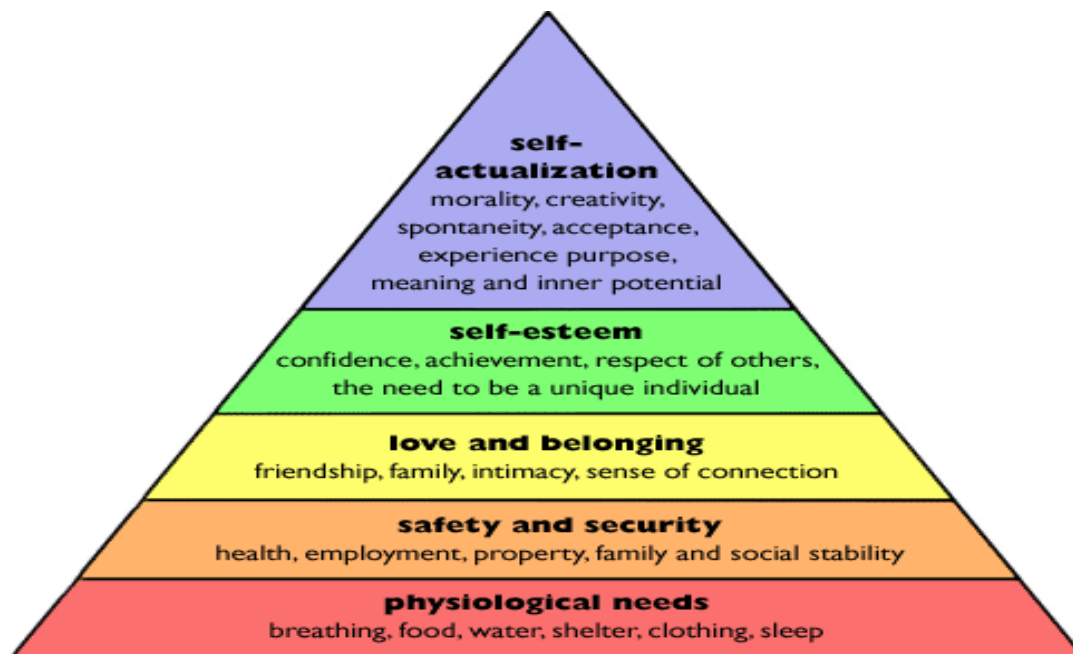 self-
actualization
morality, creativity,
spontaneity, acceptance,
experience purpose,
meaning and inner potential
self-esteem
confidence, achievement, respect of others,
the need to be a unique individual
love and belonging
friendship, family, intimacy, sense of connection
safety and security
health, employment, property, family and social stability
physiological needs
breathing, food, water, shelter, clothing, sleep